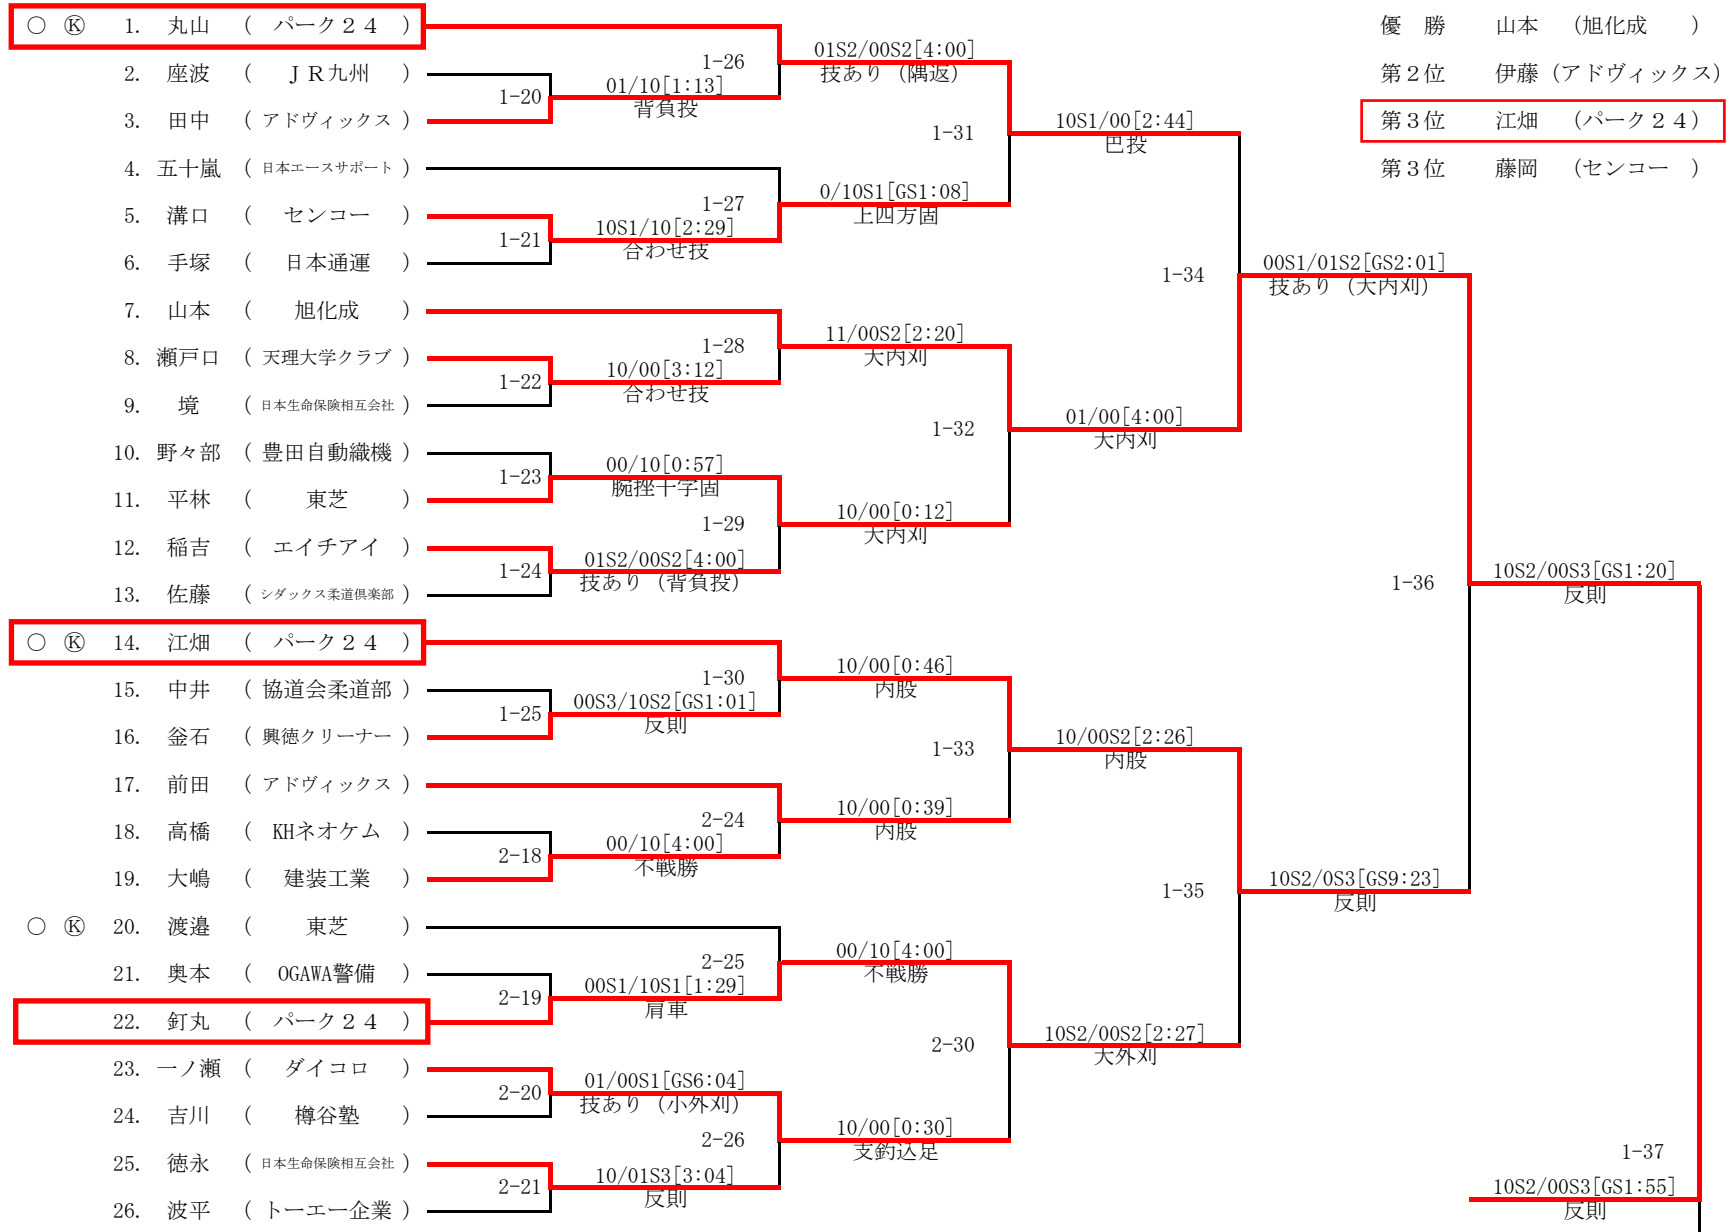 ○ Ⓚ 1. 丸山 ( パーク２４ )
2. 座波 ( ＪＲ九州 )
3. 田中 ( アドヴィックス )
4. 五十嵐 ( 日本エースサポート )
5. 溝口 ( センコー )
6. 手塚 ( 日本通運 )
7. 山本 ( 旭化成 )
8. 瀬戸口 ( 天理大学クラブ )
9. 境 ( 日本生命保険相互会社 )
10. 野々部 ( 豊田自動織機 )
11. 平林 ( 東芝 )
12. 稲吉 ( エイチアイ )
13. 佐藤 ( シダックス柔道倶楽部 )
○ Ⓚ 14. 江畑 ( パーク２４ )
15. 中井 ( 協道会柔道部 )
16. 釜石 ( 興徳クリーナー )
17. 前田 ( アドヴィックス )
18. 高橋 ( KHネオケム )
19. 大嶋 ( 建装工業 )
○ Ⓚ 20. 渡邉 ( 東芝 )
21. 奥本 ( OGAWA警備 )
22. 釘丸 ( パーク２４ )
23. 一ノ瀬 ( ダイコロ )
24. 吉川 ( 樽谷塾 )
25. 徳永 ( 日本生命保険相互会社 )
26. 波平 ( トーエー企業 )
1-20
1-21
1-22
1-23
1-24
1-25
2-18
2-19
2-20
2-21
1-26
01/10[1:13]
背負投
1-27
10S1/10[2:29]
合わせ技
1-28
10/00[3:12]
合わせ技
00/10[0:57]
腕挫十字固
1-29
01S2/00S2[4:00]
技あり（背負投）
1-30
00S3/10S2[GS1:01]
反則
2-24
00/10[4:00]
不戦勝
2-25
00S1/10S1[1:29]
肩車
01/00S1[GS6:04]
技あり（小外刈）
2-26
10/01S3[3:04]
反則
01S2/00S2[4:00]
技あり（隅返）
1-31
0/10S1[GS1:08]
上四方固
11/00S2[2:20]
大内刈
1-32
10/00[0:12]
大内刈
10/00[0:46]
内股
1-33
10/00[0:39]
内股
00/10[4:00]
不戦勝
2-30
10/00[0:30]
支釣込足
10S1/00[2:44]
巴投
1-34
01/00[4:00]
大内刈
10/00S2[2:26]
内股
1-35
10S2/00S2[2:27]
大外刈
00S1/01S2[GS2:01]
技あり（大内刈）
1-36
10S2/0S3[GS9:23]
反則
10S2/00S3[GS1:20]
反則
1-37
10S2/00S3[GS1:55]
反則
優　勝 山本 （旭化成 ）
第２位 伊藤（アドヴィックス）
第３位 江畑 （パーク２４）
第３位 藤岡 （センコー ）